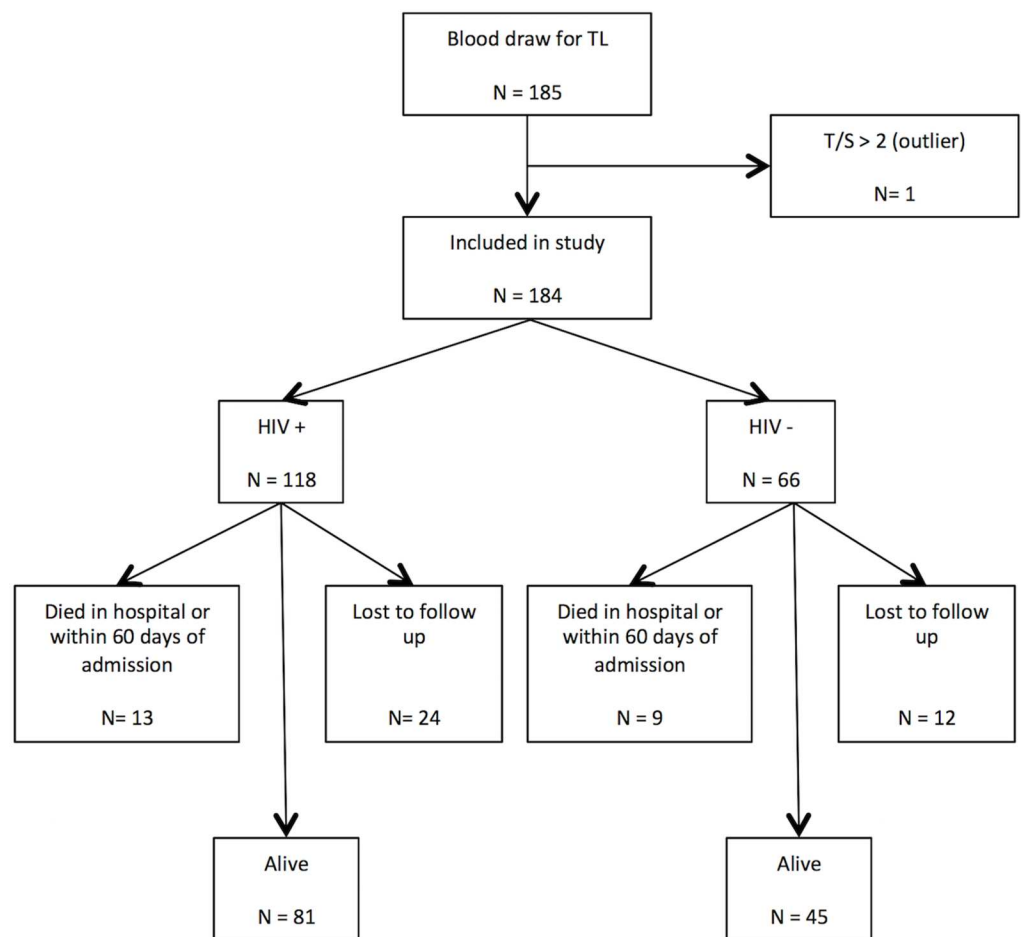 Blood draw for TL
N = 185
T/S > 2 (outlier)
N= 1
Included in study
N = 184
HIV +
N = 118
HIV -
N = 66
Died in hospital or
within 60 days of
admission
N= 13
Lost to follow
up
N= 24
Died in hospital or
within 60 days of
admission
N= 9
Lost to follow
up
N = 12
Alive
N = 81
Alive
N = 45